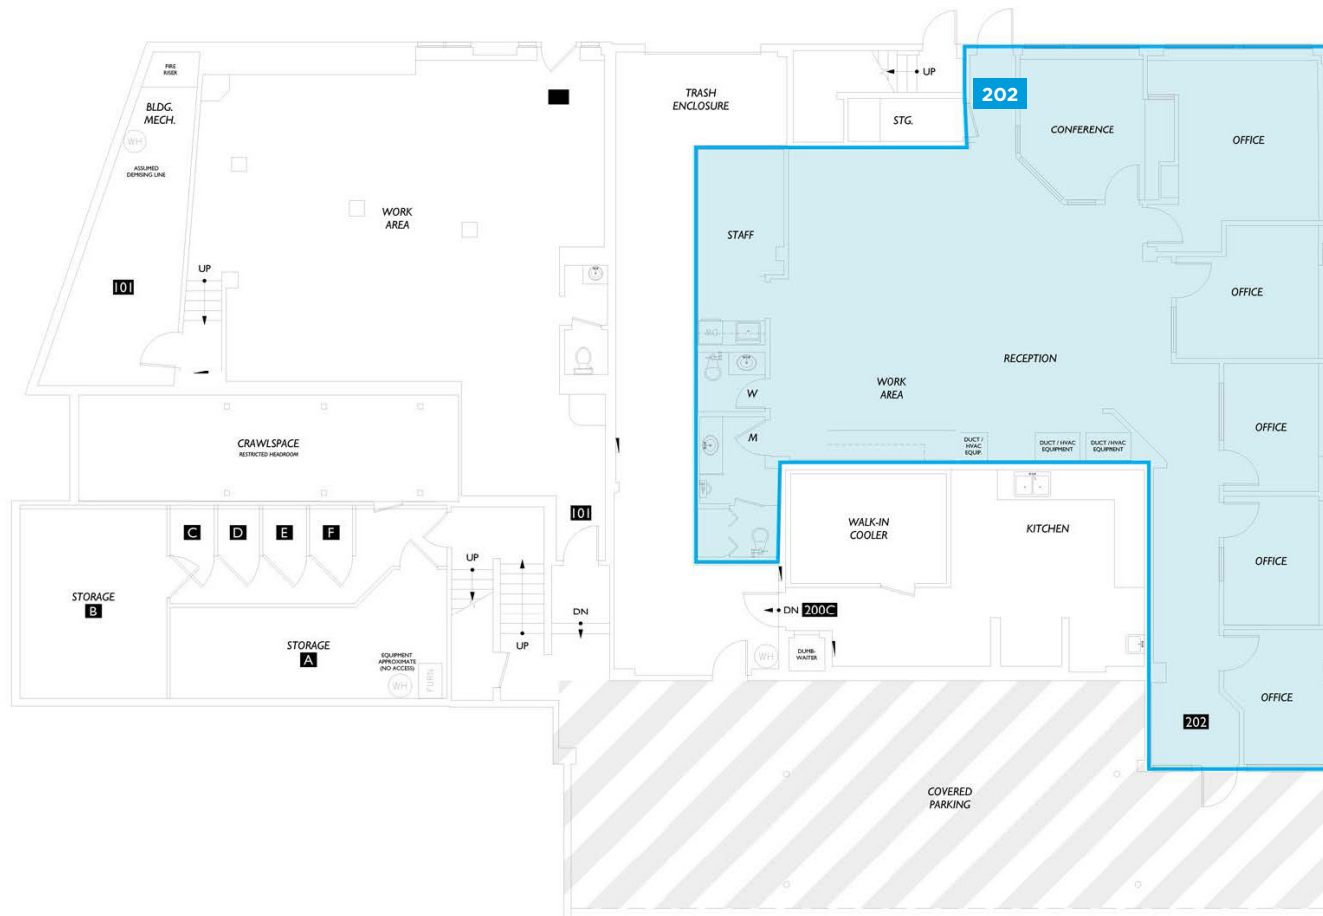 FIRE
RISER
BLDG.
MECH.
WH
ASSUMED
DEMISING LINE
101
UP
WORK
AREA
TRASH
ENCLOSURE
UP
STG.
202
CONFERENCE
OFFICE
STAFF
OFFICE
RECEPTION
WORK
AREA
W
M
DUCT /
HVAC
EQUIP.
DUCT / HVAC
EQUIPMENT
DUCT / HVAC
EQUIPMENT
OFFICE
OFFICE
OFFICE
202
CRAWLSPACE
RESTRICTED HEADROOM
C
D
E
F
101
STORAGE
B
STORAGE
A
EQUIPMENT
APPROXIMATE
(NO ACCESS)
WH
FURN
UP
UP
DN
WALK-IN
COOLER
KITCHEN
DN
200C
WH
DUMB-
WAITER
COVERED
PARKING